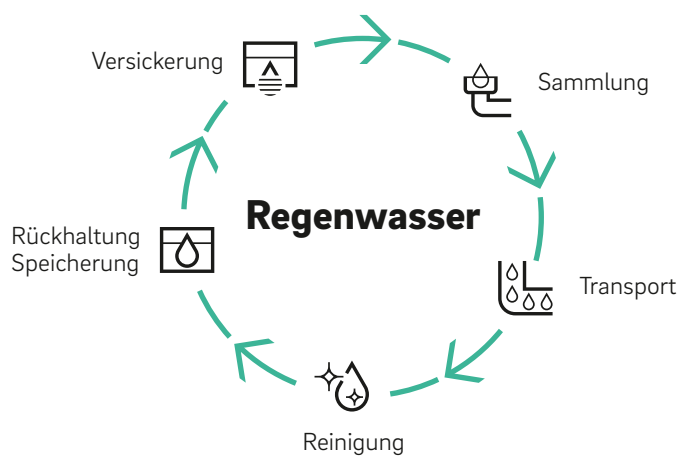 Versickerung
Sammlung
Regenwasser
Rückhaltung
Speicherung
Transport
Reinigung